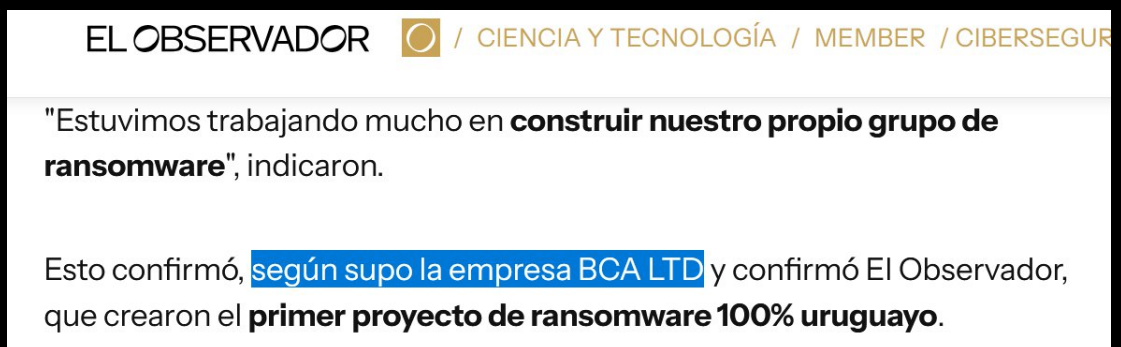 EL OBSERVADOR / CIENCIA Y TECNOLOGÍA / MEMBER / CIBERSEGUR
"Estuvimos trabajando mucho en construir nuestro propio grupo de
ransomware", indicaron.
Esto confirmó, según supo la empresa BCA LTD y confirmó El Observador,
que crearon el primer proyecto de ransomware 100% uruguayo.